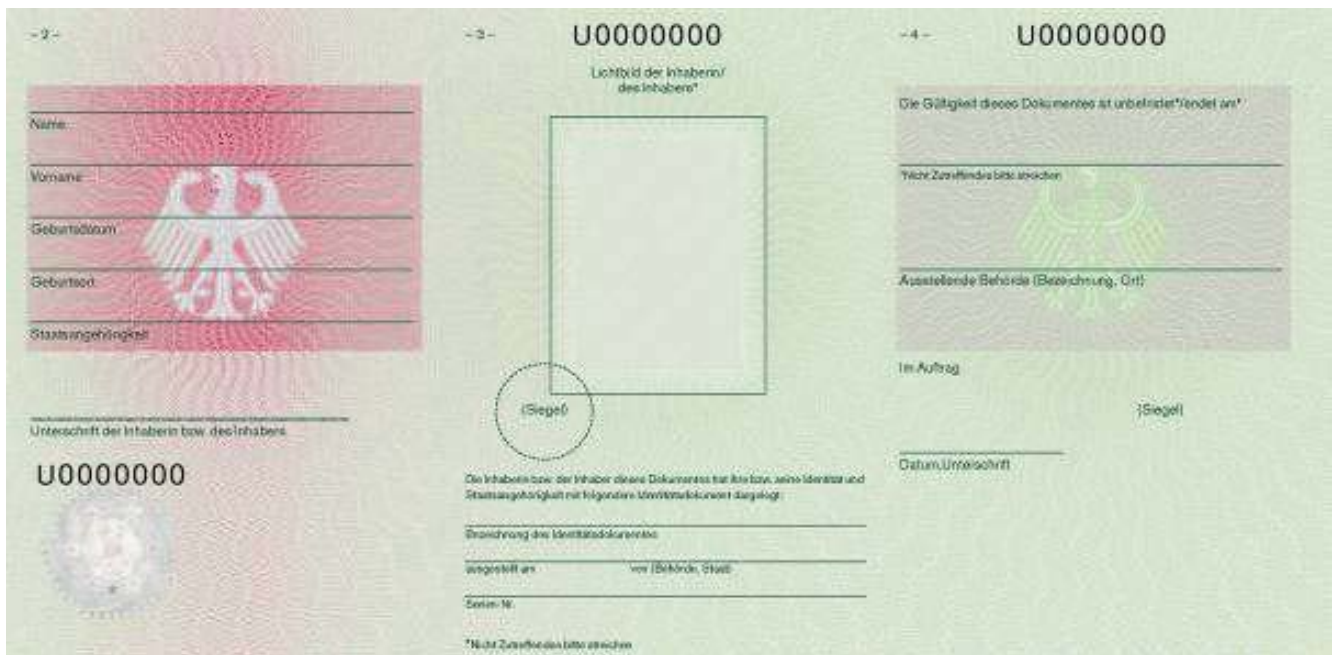 - 2 -
Name
Vorname
Geburtsdatum
Geburtsort
Staatsangehörigkeit
Unterschrift der Inhaberin bzw. des Inhabers
U0000000
- 3 -
U0000000
Lichtbild der Inhaberin/
des Inhabers*
(Siegel)
Die Inhaberin bzw. der Inhaber dieses Dokumentes hat ihre bzw. seine Identität und
Staatsangehörigkeit mit folgendem Identitätsdokument dargelegt:
Bezeichnung des Identitätsdokumentes
ausgestellt am von (Behörde, Staat)
Serien-Nr.
*Nicht Zutreffendes bitte streichen
- 4 -
U0000000
Die Gültigkeit dieses Dokumentes ist unbefristet*/endet am*
*Nicht Zutreffendes bitte streichen
Ausstellende Behörde (Bezeichnung, Ort)
Im Auftrag
(Siegel)
Datum, Unterschrift